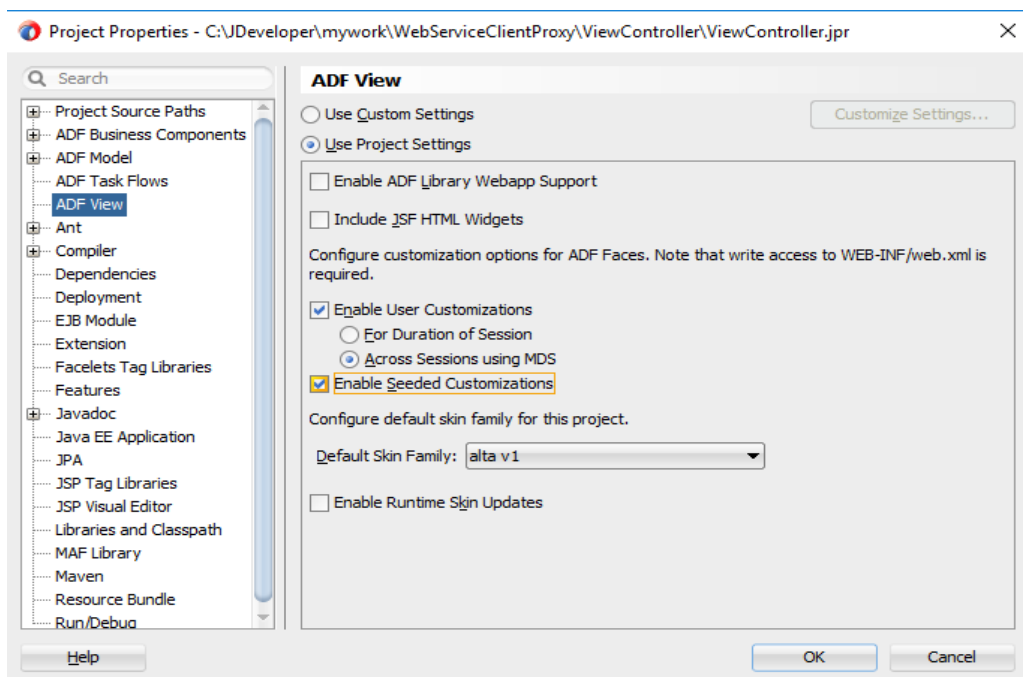 Project Properties - C:\JDeveloper\mywork\WebServiceClientProxy\ViewController\ViewController.jpr
Search
Project Source Paths
ADF Business Components
ADF Model
ADF Task Flows
ADF View
Ant
Compiler
Dependencies
Deployment
EJB Module
Extension
Facelets Tag Libraries
Features
Javadoc
Java EE Application
JPA
JSP Tag Libraries
JSP Visual Editor
Libraries and Classpath
MAF Library
Maven
Resource Bundle
Run/Debug
ADF View
Use Custom Settings
Customize Settings...
Use Project Settings
Enable ADF Library Webapp Support
Include JSF HTML Widgets
Configure customization options for ADF Faces. Note that write access to WEB-INF/web.xml is
required.
Enable User Customizations
For Duration of Session
Across Sessions using MDS
Enable Seeded Customizations
Configure default skin family for this project.
Default Skin Family: alta v1
Enable Runtime Skin Updates
Help
OK
Cancel